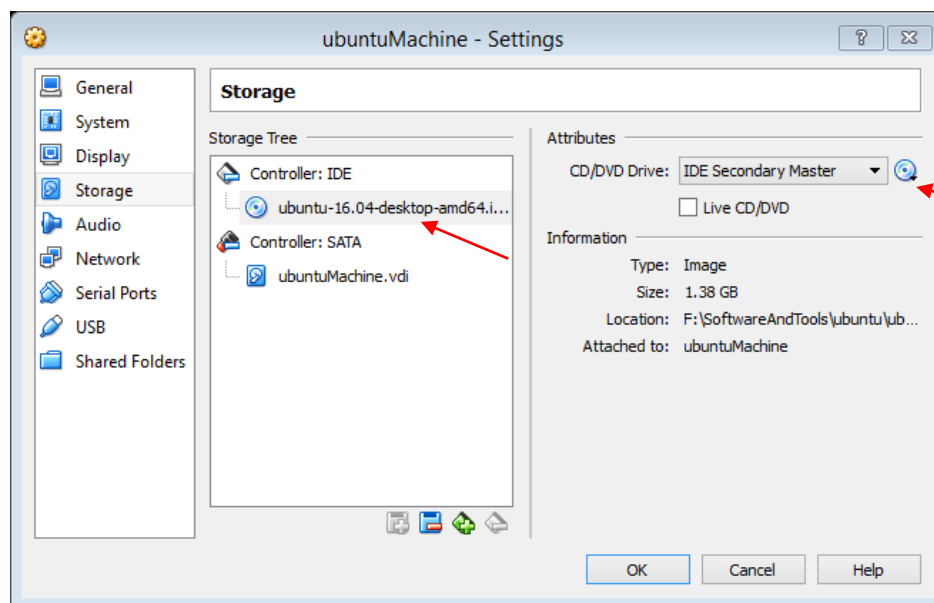 ubuntuMachine - Settings
?
General
System
Display
Storage
Audio
Network
Serial Ports
USB
Shared Folders
Storage
Storage Tree
Controller: IDE
ubuntu-16.04-desktop-amd64.i...
Controller: SATA
ubuntuMachine.vdi
Attributes
CD/DVD Drive: IDE Secondary Master
Live CD/DVD
Information
Type: Image
Size: 1.38 GB
Location: F:\SoftwareAndTools\ubuntu\ub...
Attached to: ubuntuMachine
OK Cancel Help